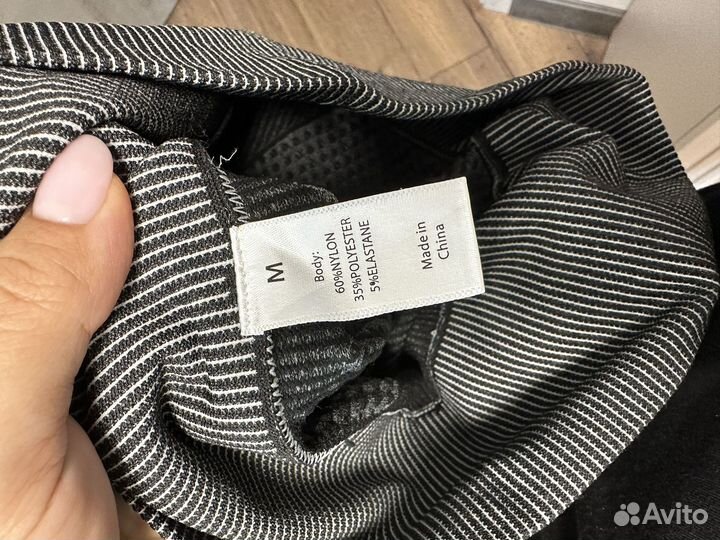 M
Body:
60%NYLON
35%POLYESTER
5%ELASTANE
Made in
China
Avito